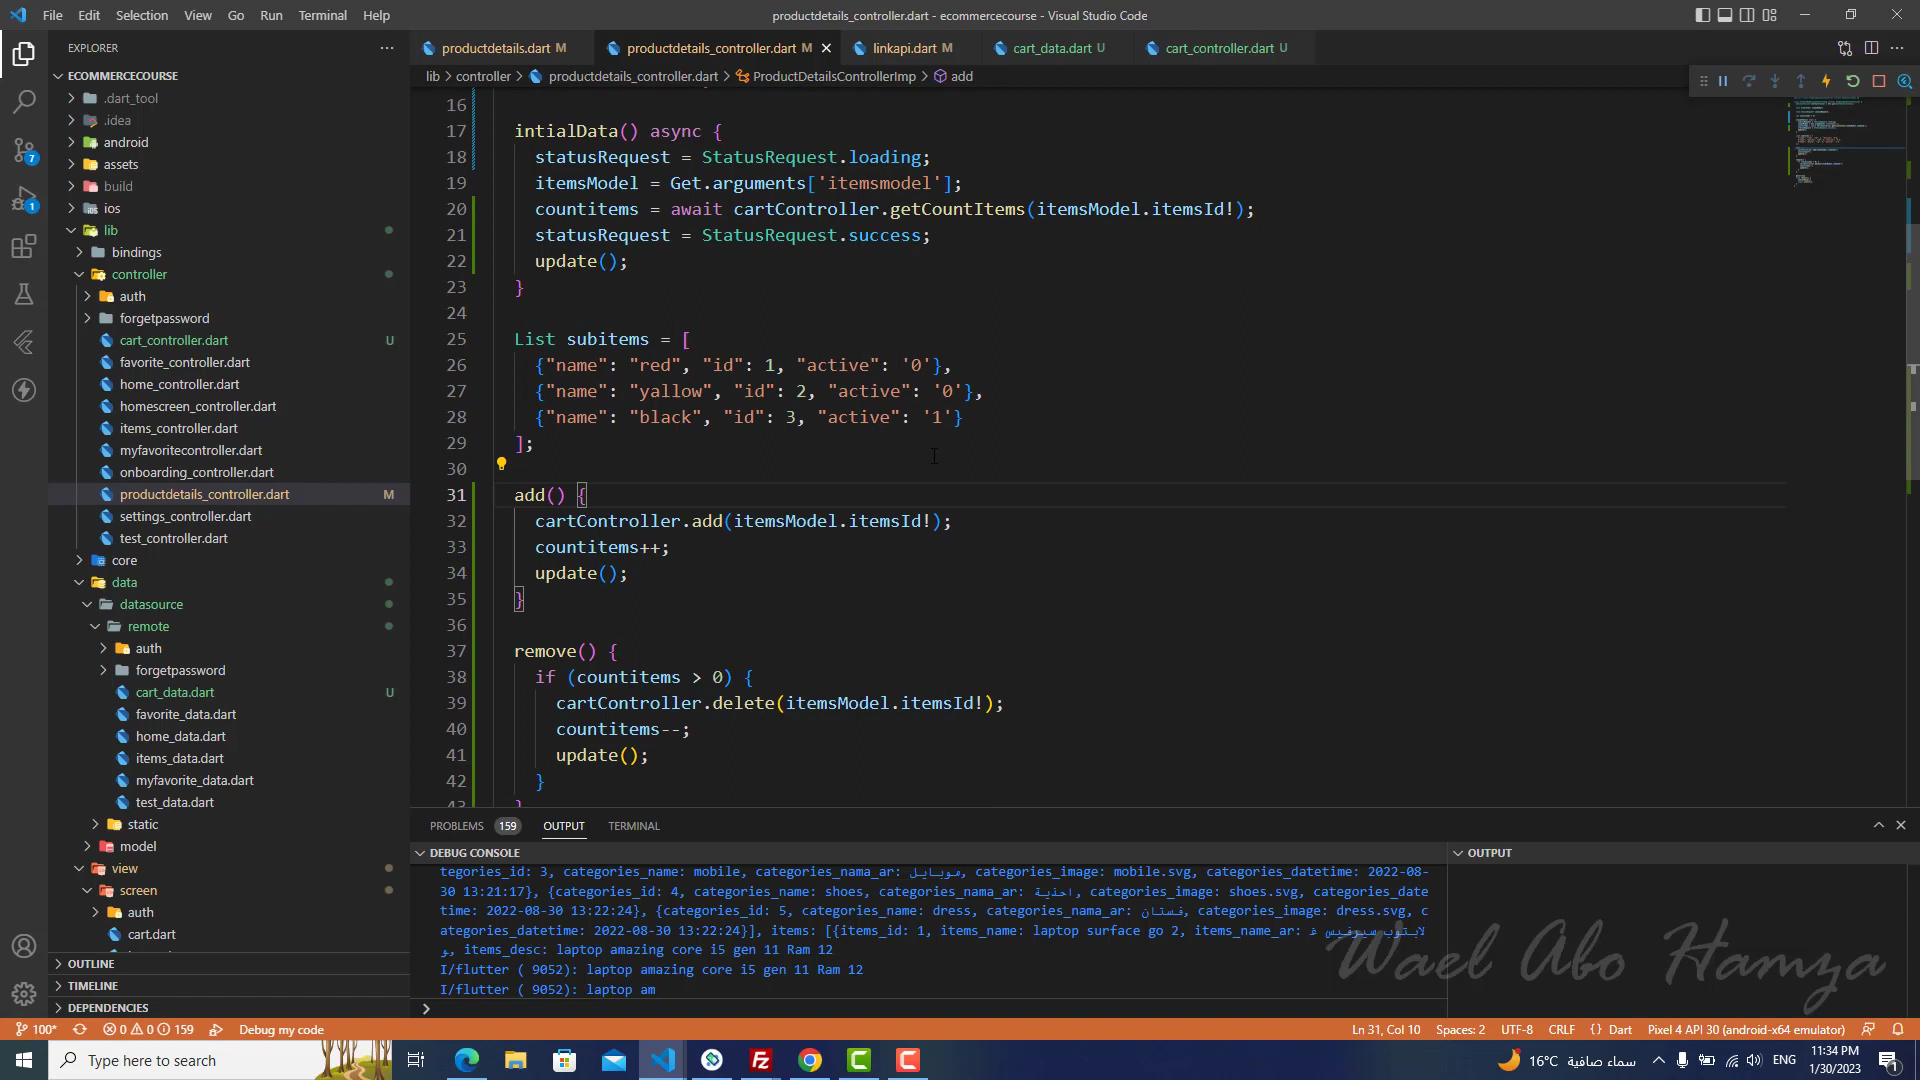 File Edit Selection View Go Run Terminal Help
productdetails_controller.dart - ecommercecourse - Visual Studio Code
EXPLORER
ECOMMERCECOURSE
.dart_tool
.idea
android
assets
build
ios
lib
bindings
controller
auth
forgetpassword
cart_controller.dart U
favorite_controller.dart
home_controller.dart
homescreen_controller.dart
items_controller.dart
myfavoritecontroller.dart
onboarding_controller.dart
productdetails_controller.dart M
settings_controller.dart
test_controller.dart
core
data
datasource
remote
auth
forgetpassword
cart_data.dart U
favorite_data.dart
home_data.dart
items_data.dart
myfavorite_data.dart
test_data.dart
static
model
view
screen
auth
cart.dart
OUTLINE
TIMELINE
DEPENDENCIES
7
1
productdetails.dart M productdetails_controller.dart M linkapi.dart M cart_data.dart U cart_controller.dart U
lib > controller > productdetails_controller.dart > ProductDetailsControllerImp > add
16
17 intialData() async {
18 statusRequest = StatusRequest.loading;
19 itemsModel = Get.arguments['itemsmodel'];
20 countitems = await cartController.getCountItems(itemsModel.itemsId!);
21 statusRequest = StatusRequest.success;
22 update();
23 }
24
25 List subitems = [
26 {"name": "red", "id": 1, "active": '0'},
27 {"name": "yallow", "id": 2, "active": '0'},
28 {"name": "black", "id": 3, "active": '1'}
29 ];
30
31 add() {
32 cartController.add(itemsModel.itemsId!);
33 countitems++;
34 update();
35 }
36
37 remove() {
38 if (countitems > 0) {
39 cartController.delete(itemsModel.itemsId!);
40 countitems--;
41 update();
42 }
43 }
PROBLEMS 159 OUTPUT TERMINAL
DEBUG CONSOLE
tegories_id: 3, categories_name: mobile, categories_nama_ar: موبايل, categories_image: mobile.svg, categories_datetime: 2022-08-
30 13:21:17}, {categories_id: 4, categories_name: shoes, categories_nama_ar: احذية, categories_image: shoes.svg, categories_date
time: 2022-08-30 13:22:24}, {categories_id: 5, categories_name: dress, categories_nama_ar: فستان, categories_image: dress.svg, c
ategories_datetime: 2022-08-30 13:22:24}], items: [{items_id: 1, items_name: laptop surface go 2, items_name_ar: لابتوب سيرفيس غ
و, items_desc: laptop amazing core i5 gen 11 Ram 12
I/flutter ( 9052): laptop amazing core i5 gen 11 Ram 12
I/flutter ( 9052): laptop am
OUTPUT
Wael Abo Hamza
100* 0 0 159 Debug my code
Ln 31, Col 10 Spaces: 2 UTF-8 CRLF {} Dart Pixel 4 API 30 (android-x64 emulator)
Type here to search
16°C سماء صافية ENG
11:34 PM
1/30/2023
1